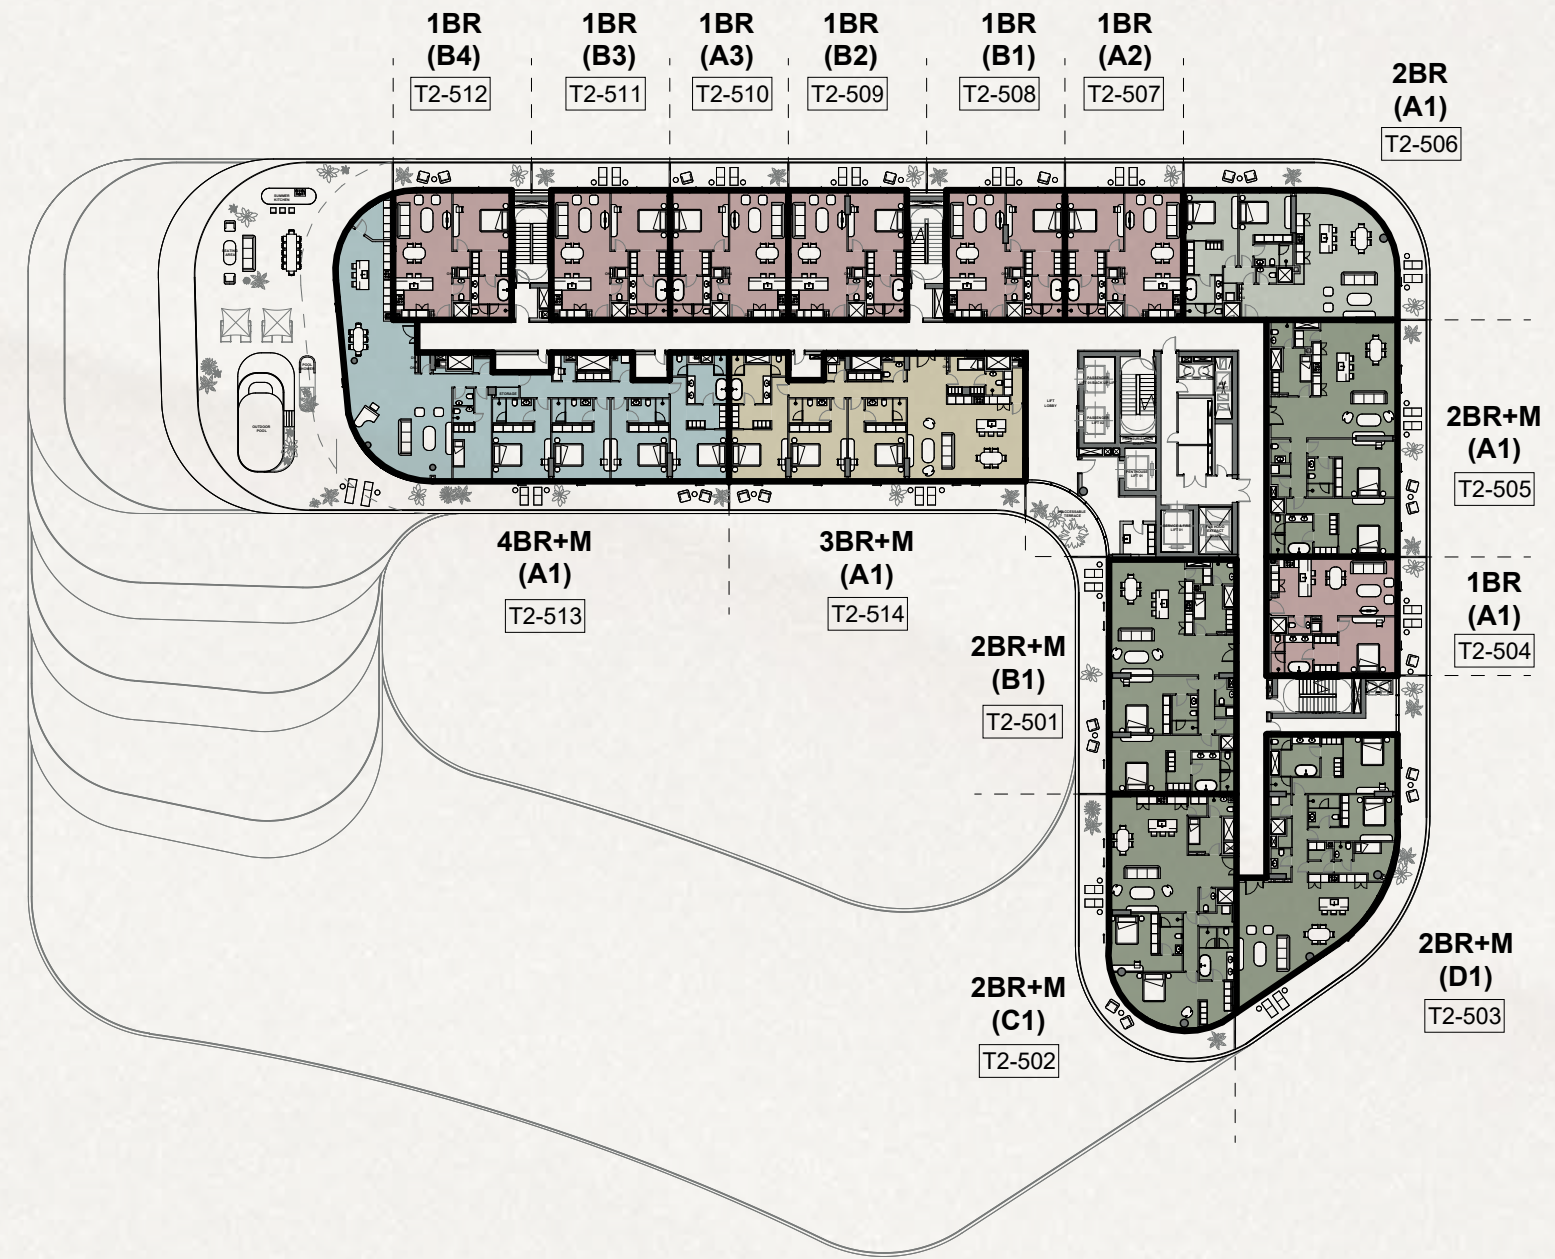 1BR
(B4)
T2-512
1BR
(B3)
T2-511
1BR
(A3)
T2-510
1BR
(B2)
T2-509
1BR
(B1)
T2-508
1BR
(A2)
T2-507
2BR
(A1)
T2-506
SUMMER
KITCHEN
OUTDOOR
POOL
STORAGE
LIFT
LOBBY
2BR+M
(A1)
T2-505
4BR+M
(A1)
T2-513
3BR+M
(A1)
T2-514
1BR
(A1)
T2-504
2BR+M
(B1)
T2-501
2BR+M
(D1)
T2-503
2BR+M
(C1)
T2-502